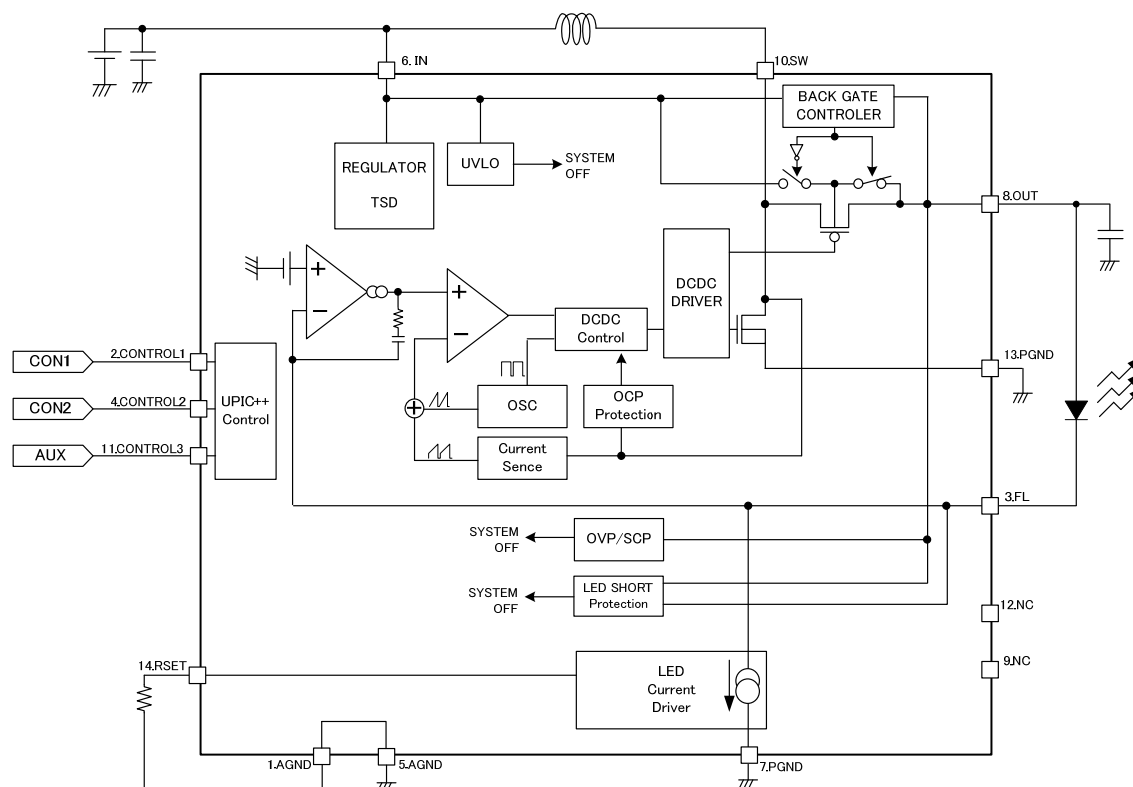 6. IN
10.SW
BACK GATE
CONTROLER
REGULATOR
TSD
UVLO
SYSTEM
OFF
8.OUT
+
−
+
−
DCDC
Control
DCDC
DRIVER
13.PGND
CON1
2.CONTROL1
CON2
4.CONTROL2
AUX
11.CONTROL3
UPIC++
Control
OSC
OCP
Protection
Current
Sence
3.FL
SYSTEM
OFF
OVP/SCP
SYSTEM
OFF
LED SHORT
Protection
12.NC
9.NC
14.RSET
LED
Current
Driver
1.AGND
5.AGND
7.PGND